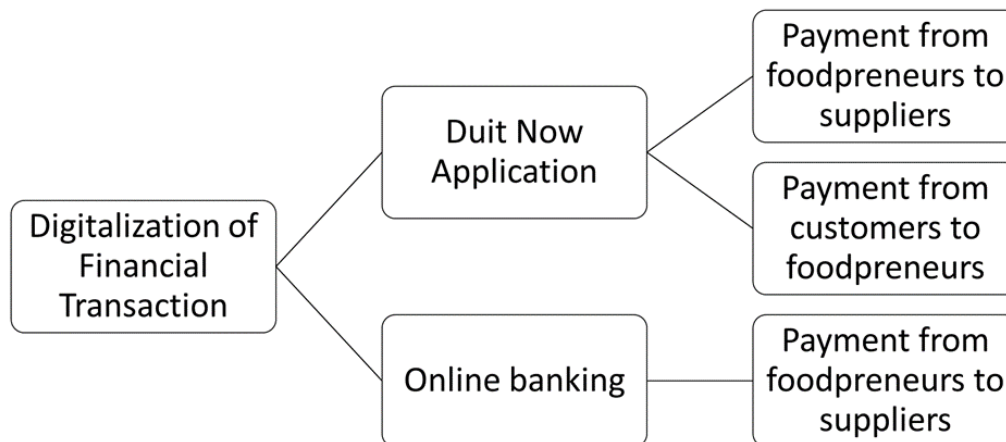 Digitalization of
Financial
Transaction
Duit Now
Application
Online banking
Payment from
foodpreneurs to
suppliers
Payment from
customers to
foodpreneurs
Payment from
foodpreneurs to
suppliers